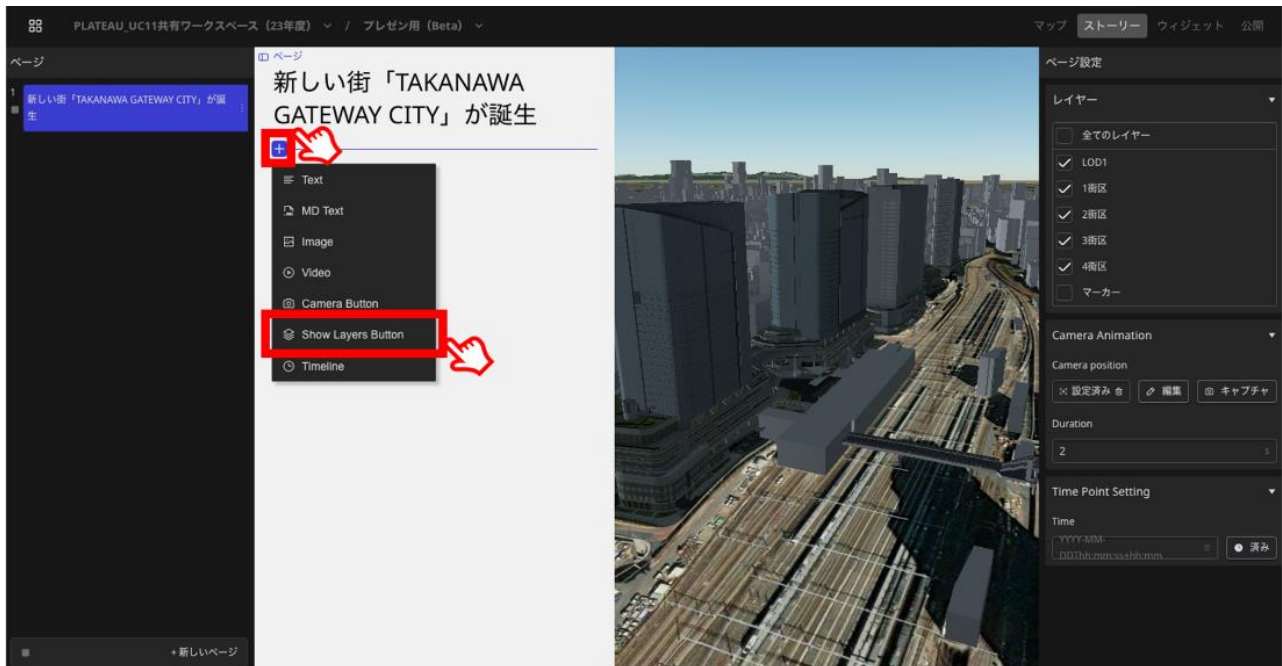 PLATEAU_UC11共有ワークスペース（23年度） / プレゼン用（Beta）
マップ ストーリー ウィジェット 公開
ページ
1
新しい街「TAKANAWA GATEWAY CITY」が誕
生
+新しいページ
ページ
新しい街「TAKANAWA
GATEWAY CITY」が誕生
Text
MD Text
Image
Video
Camera Button
Show Layers Button
Timeline
ページ設定
レイヤー
全てのレイヤー
LOD1
1街区
2街区
3街区
4街区
マーカー
Camera Animation
Camera position
設定済み 編集 キャプチャ
Duration
2 s
Time Point Setting
Time
YYYY-MM-
DDThh:mm:ss±hh:mm
済み